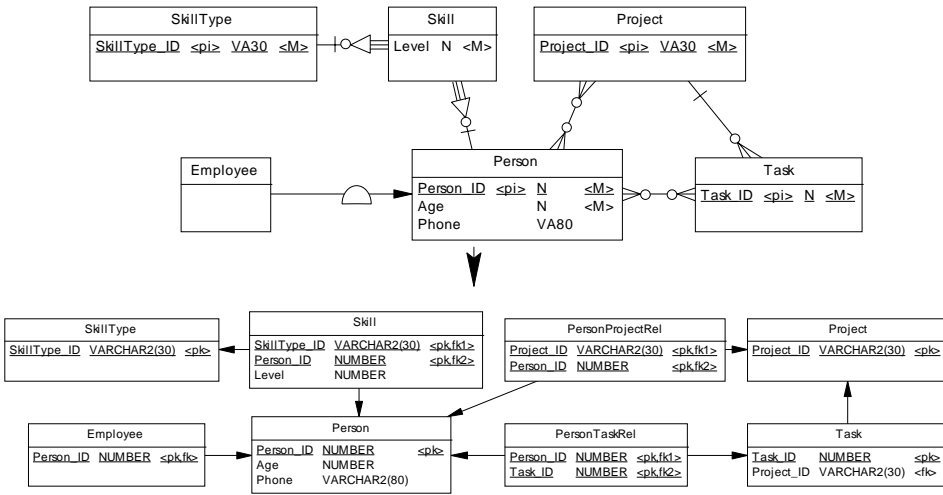 SkillType
SkillType_ID <pi> VA30 <M>
Skill
Level N <M>
Project
Project_ID <pi> VA30 <M>
Employee
Person
Person_ID <pi> N <M>
Age N <M>
Phone VA80
Task
Task_ID <pi> N <M>
SkillType
SkillType_ID VARCHAR2(30) <pk>
Skill
SkillType_ID VARCHAR2(30) <pk,fk1>
Person_ID NUMBER <pk,fk2>
Level NUMBER
PersonProjectRel
Project_ID VARCHAR2(30) <pk,fk1>
Person_ID NUMBER <pk,fk2>
Project
Project_ID VARCHAR2(30) <pk>
Employee
Person_ID NUMBER <pk,fk>
Person
Person_ID NUMBER <pk>
Age NUMBER
Phone VARCHAR2(80)
PersonTaskRel
Person_ID NUMBER <pk,fk1>
Task_ID NUMBER <pk,fk2>
Task
Task_ID NUMBER <pk>
Project_ID VARCHAR2(30) <fk>